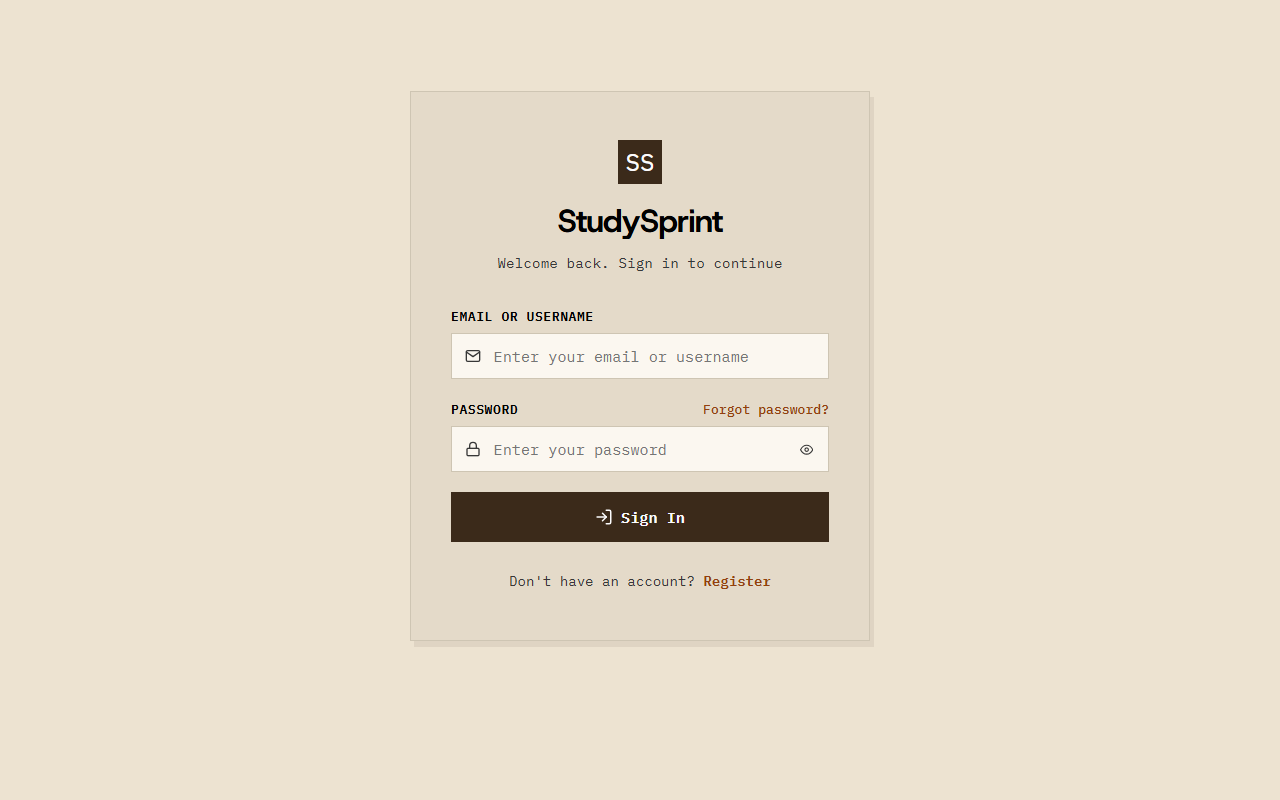 SS
StudySprint
Welcome back. Sign in to continue
EMAIL OR USERNAME
Enter your email or username
PASSWORD Forgot password?
Enter your password
Sign In
Don't have an account? Register